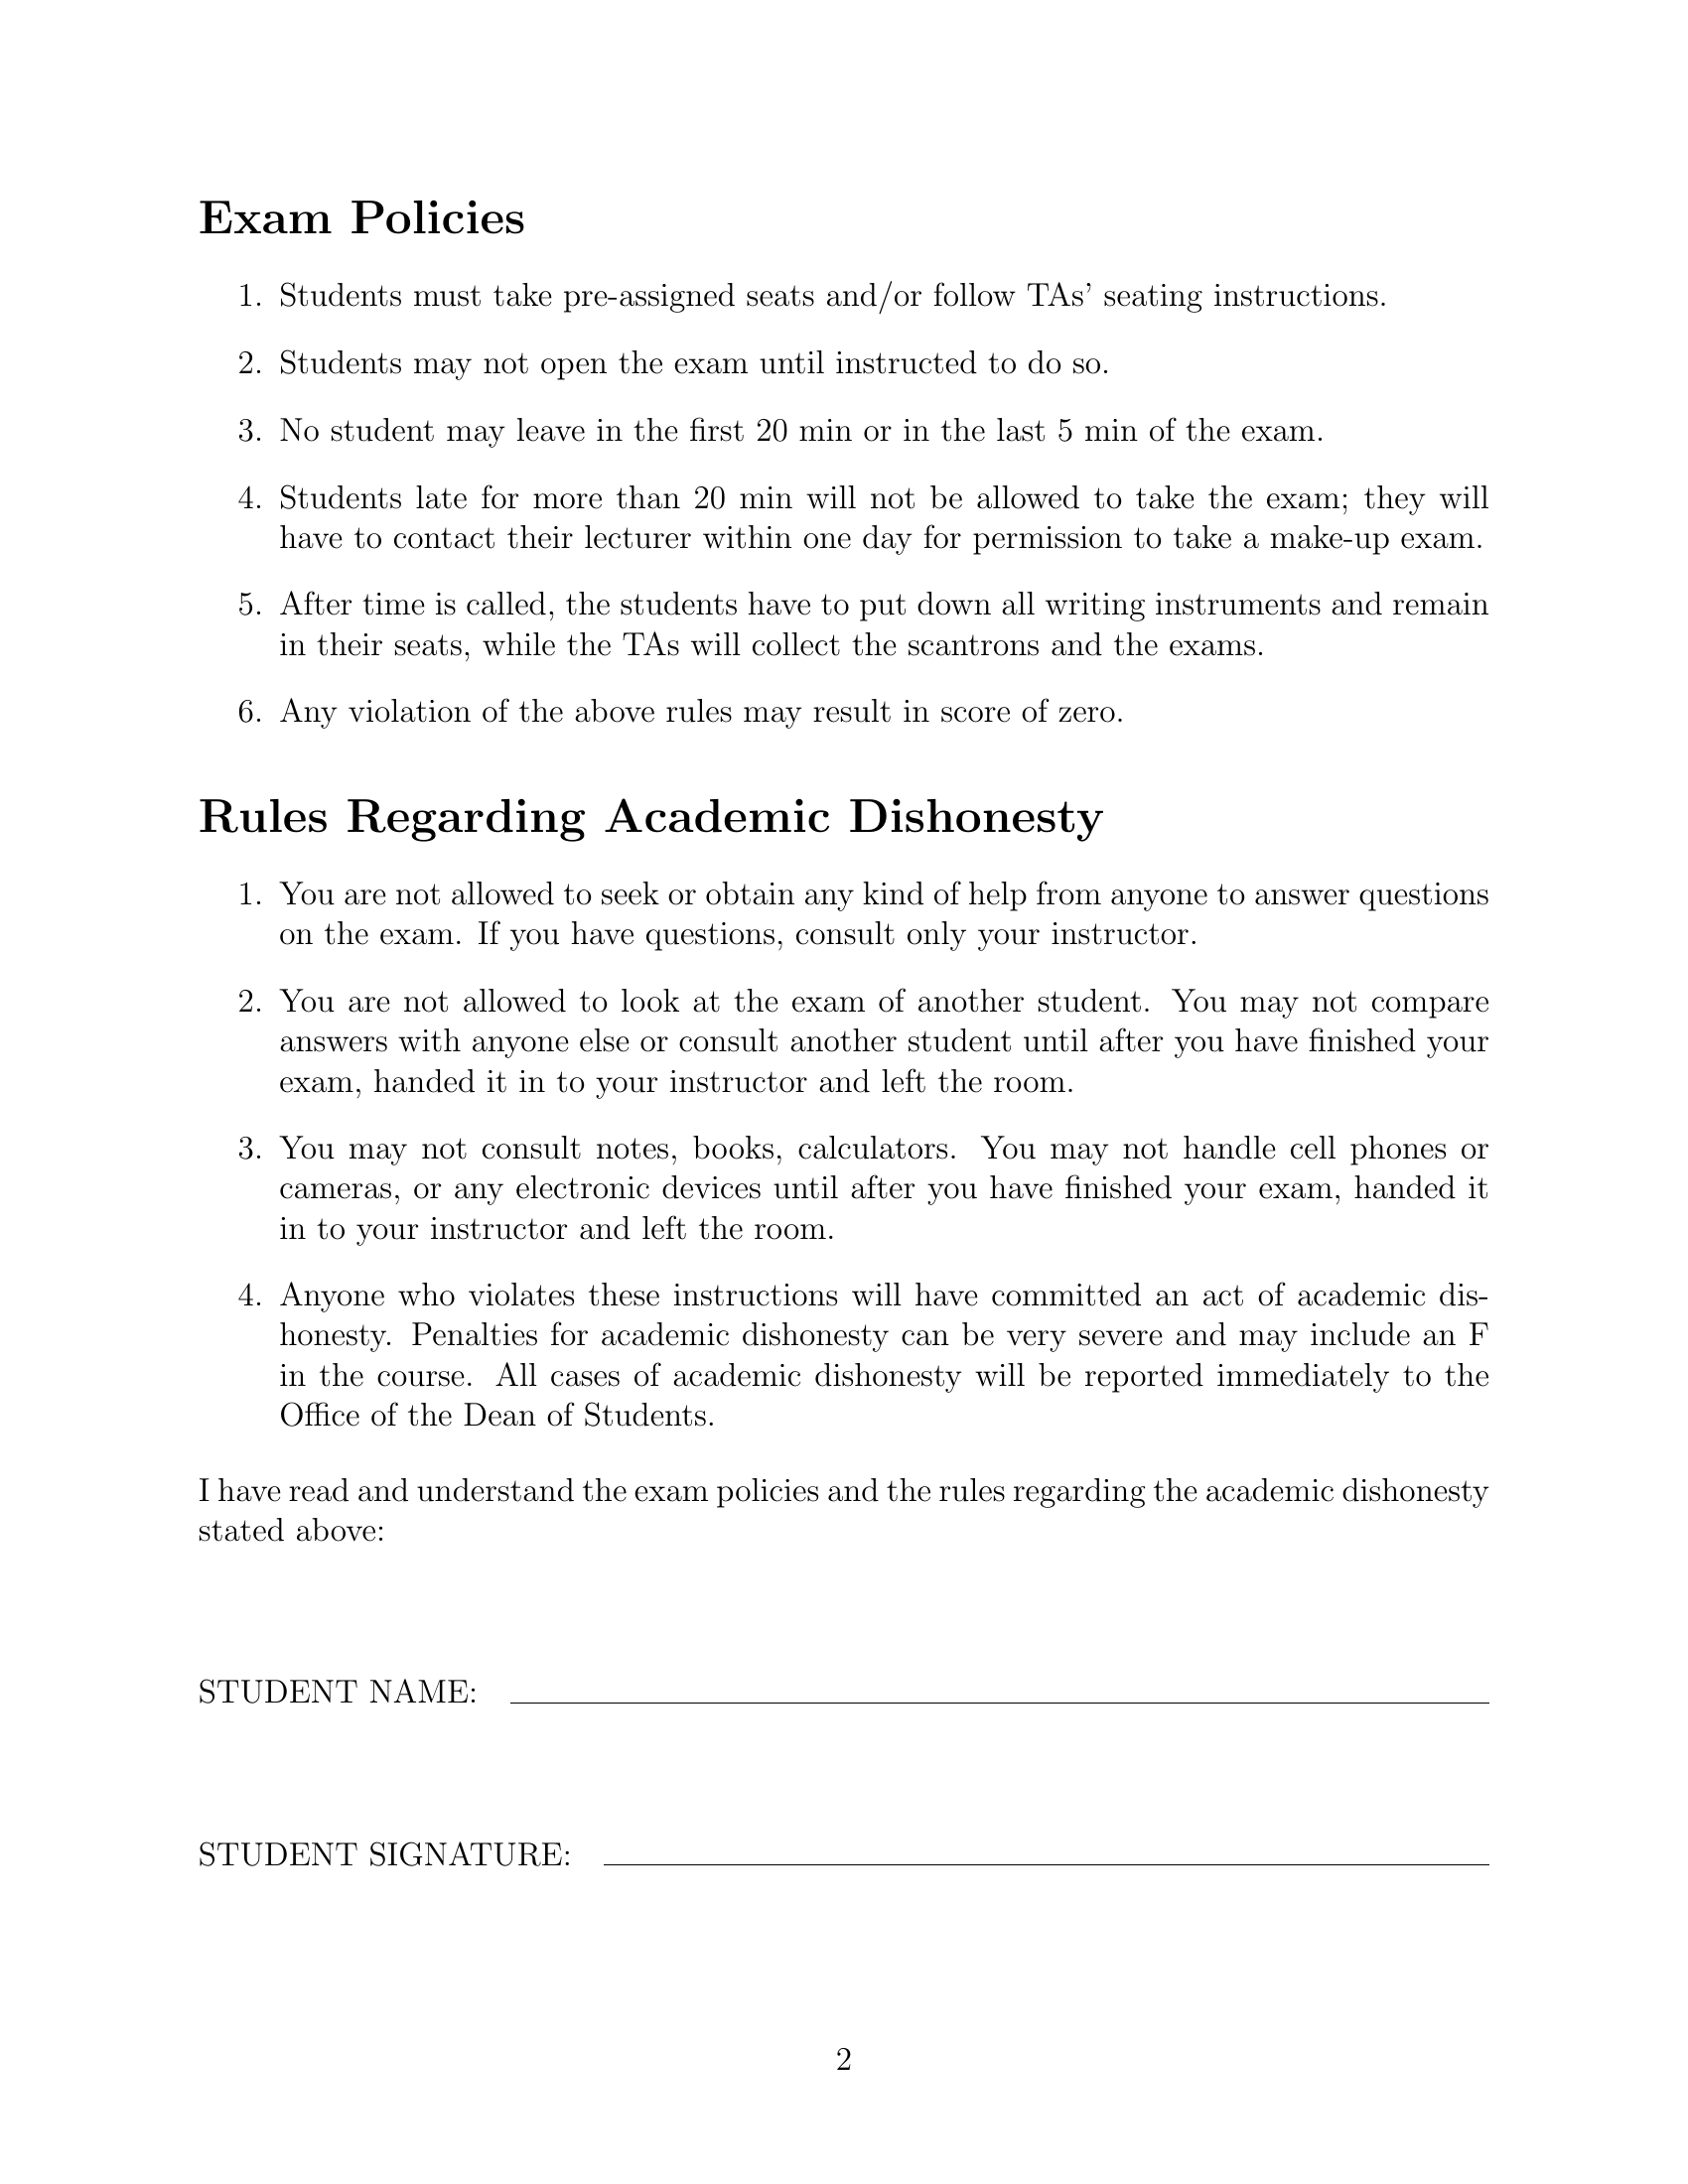 Exam Policies
1. Students must take pre-assigned seats and/or follow TAs’ seating instructions.
2. Students may not open the exam until instructed to do so.
3. No student may leave in the first 20 min or in the last 5 min of the exam.
4. Students late for more than 20 min will not be allowed to take the exam; they will
have to contact their lecturer within one day for permission to take a make-up exam.
5. After time is called, the students have to put down all writing instruments and remain
in their seats, while the TAs will collect the scantrons and the exams.
6. Any violation of the above rules may result in score of zero.
Rules Regarding Academic Dishonesty
1. You are not allowed to seek or obtain any kind of help from anyone to answer questions
on the exam. If you have questions, consult only your instructor.
2. You are not allowed to look at the exam of another student. You may not compare
answers with anyone else or consult another student until after you have finished your
exam, handed it in to your instructor and left the room.
3. You may not consult notes, books, calculators. You may not handle cell phones or
cameras, or any electronic devices until after you have finished your exam, handed it
in to your instructor and left the room.
4. Anyone who violates these instructions will have committed an act of academic dis-
honesty. Penalties for academic dishonesty can be very severe and may include an F
in the course. All cases of academic dishonesty will be reported immediately to the
Office of the Dean of Students.
I have read and understand the exam policies and the rules regarding the academic dishonesty
stated above:
STUDENT NAME:
STUDENT SIGNATURE:
2